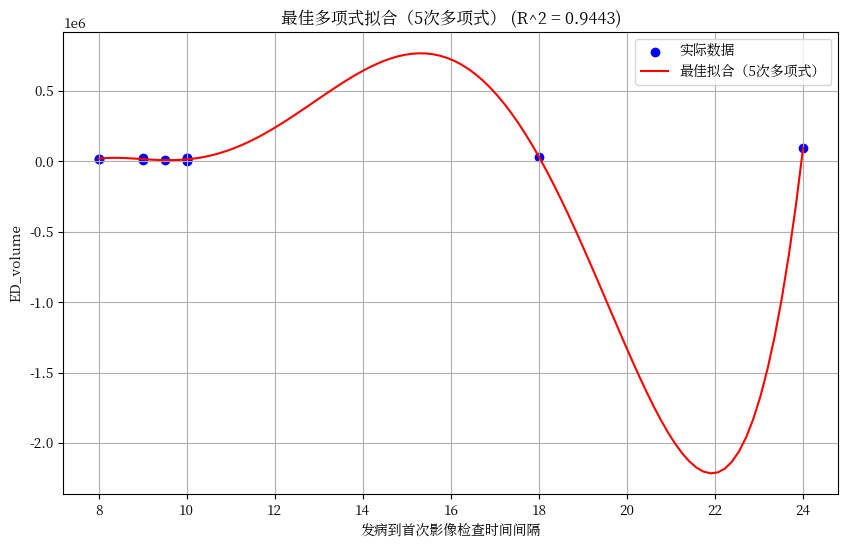 最佳多项式拟合（5次多项式） (R^2 = 0.9443)
1e6
实际数据
最佳拟合（5次多项式）
0.5
0.0
-0.5
-1.0
-1.5
-2.0
ED_volume
8 10 12 14 16 18 20 22 24
发病到首次影像检查时间间隔